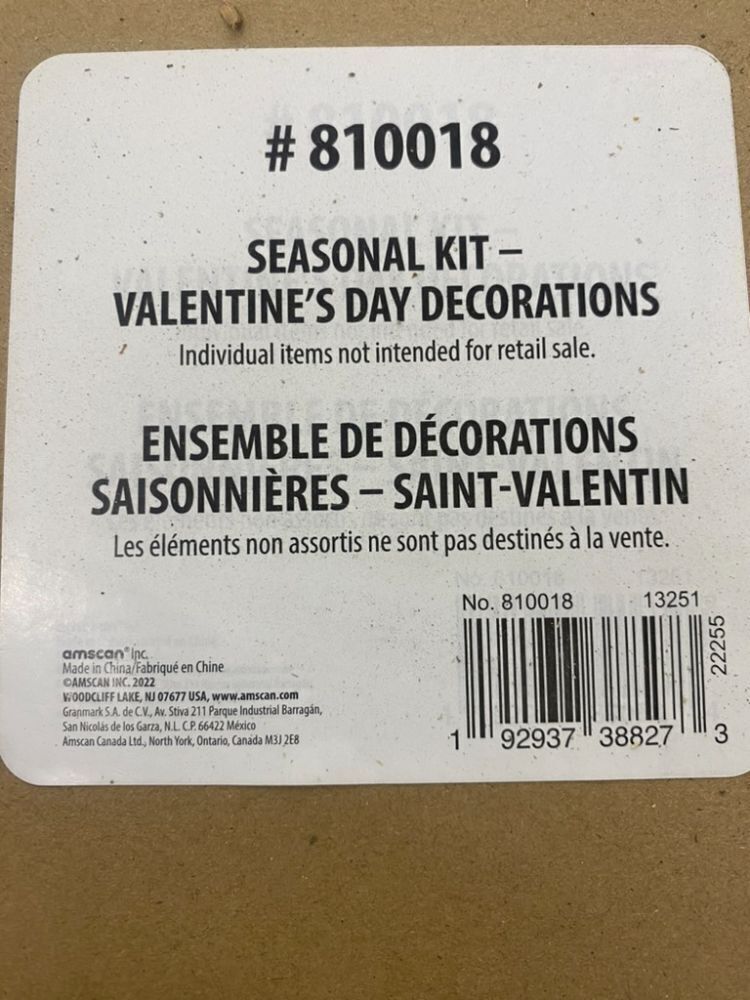 # 810018
SEASONAL KIT –
VALENTINE'S DAY DECORATIONS
Individual items not intended for retail sale.
ENSEMBLE DE DÉCORATIONS
SAISONNIÈRES – SAINT-VALENTIN
Les éléments non assortis ne sont pas destinés à la vente.
amscan® Inc.
Made in China/Fabriqué en Chine
©AMSCAN INC. 2022
WOODCLIFF LAKE, NJ 07677 USA, www.amscan.com
Granmark S.A. de C.V., Av. Stiva 211 Parque Industrial Barragán,
San Nicolás de los Garza, N.L. C.P. 66422 México
Amscan Canada Ltd., North York, Ontario, Canada M3J 2E8
No. 810018 13251
22255
1 92937 38827 3